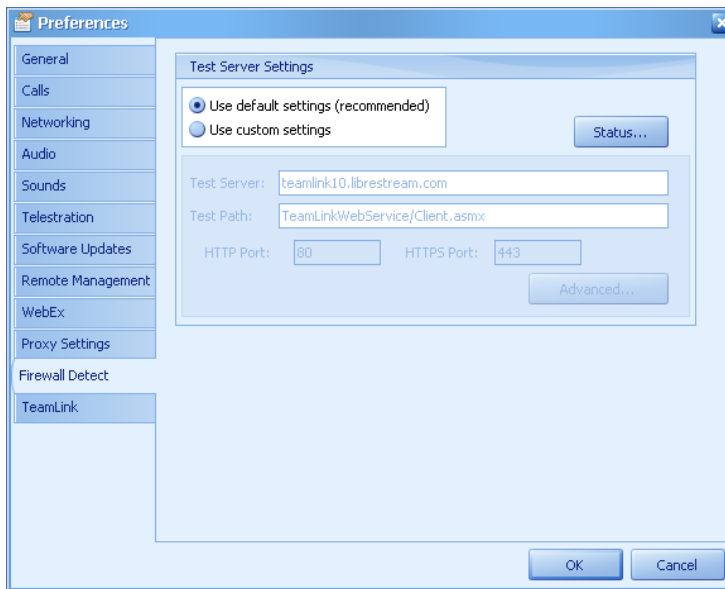 Preferences
General
Calls
Networking
Audio
Sounds
Telestration
Software Updates
Remote Management
WebEx
Proxy Settings
Firewall Detect
TeamLink
Test Server Settings
Use default settings (recommended)
Use custom settings
Status...
Test Server: teamlink10.librestream.com
Test Path: TeamLinkWebService/Client.asmx
HTTP Port: 80 HTTPS Port: 443
Advanced...
OK Cancel